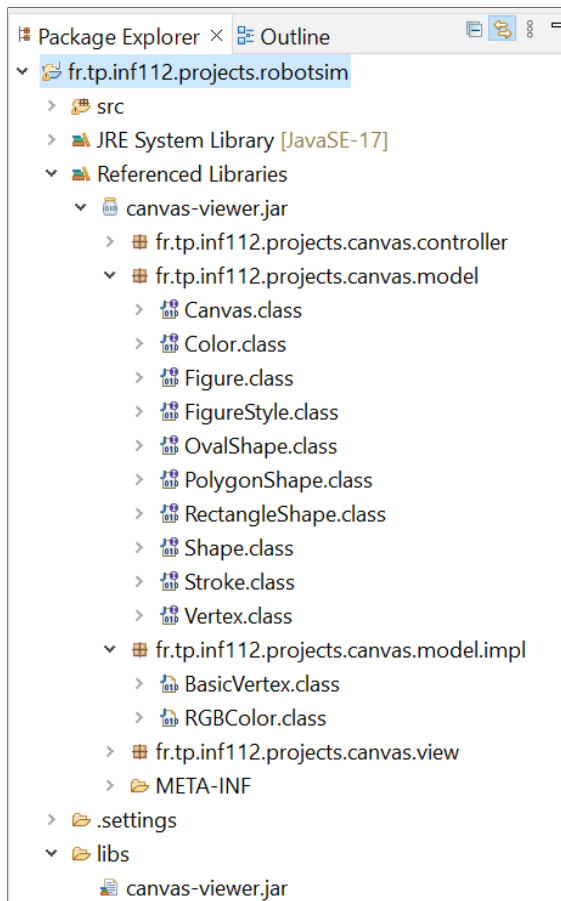 Package Explorer × Outline
fr.tp.inf112.projects.robotsim
src
JRE System Library [JavaSE-17]
Referenced Libraries
canvas-viewer.jar
fr.tp.inf112.projects.canvas.controller
fr.tp.inf112.projects.canvas.model
Canvas.class
Color.class
Figure.class
FigureStyle.class
OvalShape.class
PolygonShape.class
RectangleShape.class
Shape.class
Stroke.class
Vertex.class
fr.tp.inf112.projects.canvas.model.impl
BasicVertex.class
RGBColor.class
fr.tp.inf112.projects.canvas.view
META-INF
.settings
libs
canvas-viewer.jar